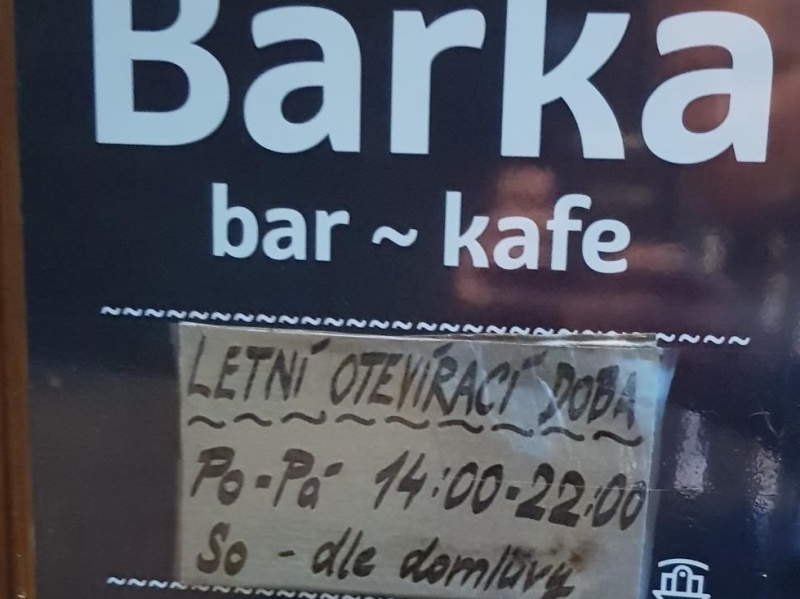 Barka
bar ~ kafe
LETNÍ OTEVÍRACÍ DOBA
Po-Pá 14:00-22:00
So - dle domluvy